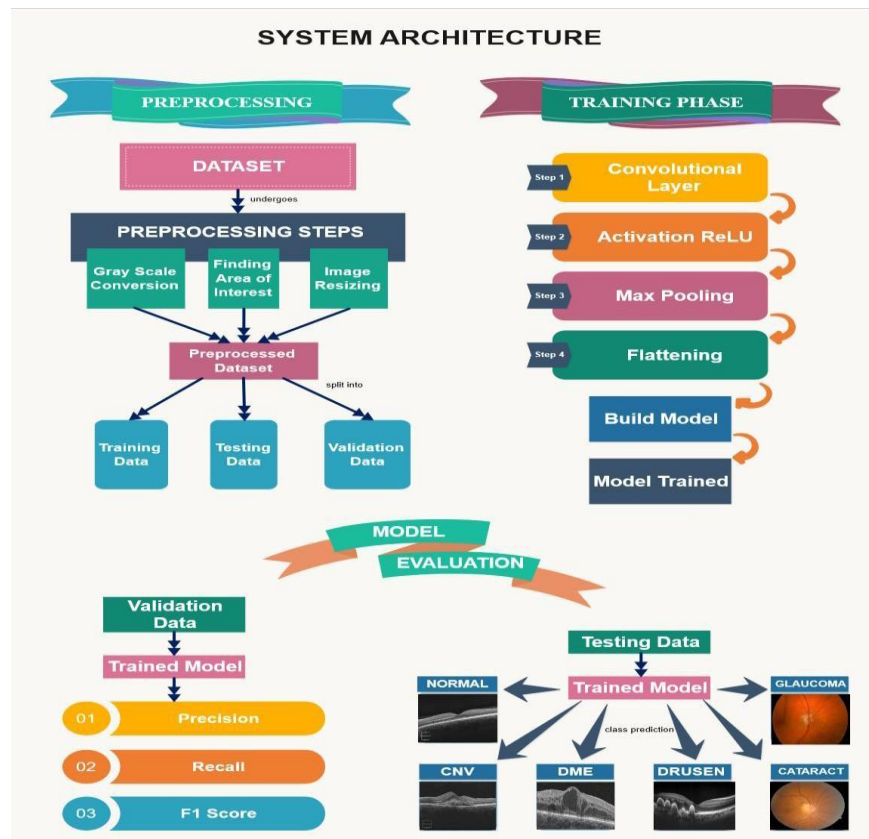 SYSTEM ARCHITECTURE
PREPROCESSING
DATASET
undergoes
PREPROCESSING STEPS
Gray Scale
Conversion
Finding
Area of
Interest
Image
Resizing
Preprocessed
Dataset
split into
Training
Data
Testing
Data
Validation
Data
TRAINING PHASE
Step 1
Convolutional
Layer
Step 2
Activation ReLU
Step 3
Max Pooling
Step 4
Flattening
Build Model
Model Trained
MODEL
EVALUATION
Validation
Data
Trained Model
01
Precision
02
Recall
03
F1 Score
Testing Data
Trained Model
NORMAL
GLAUCOMA
class prediction
CNV
DME
DRUSEN
CATARACT